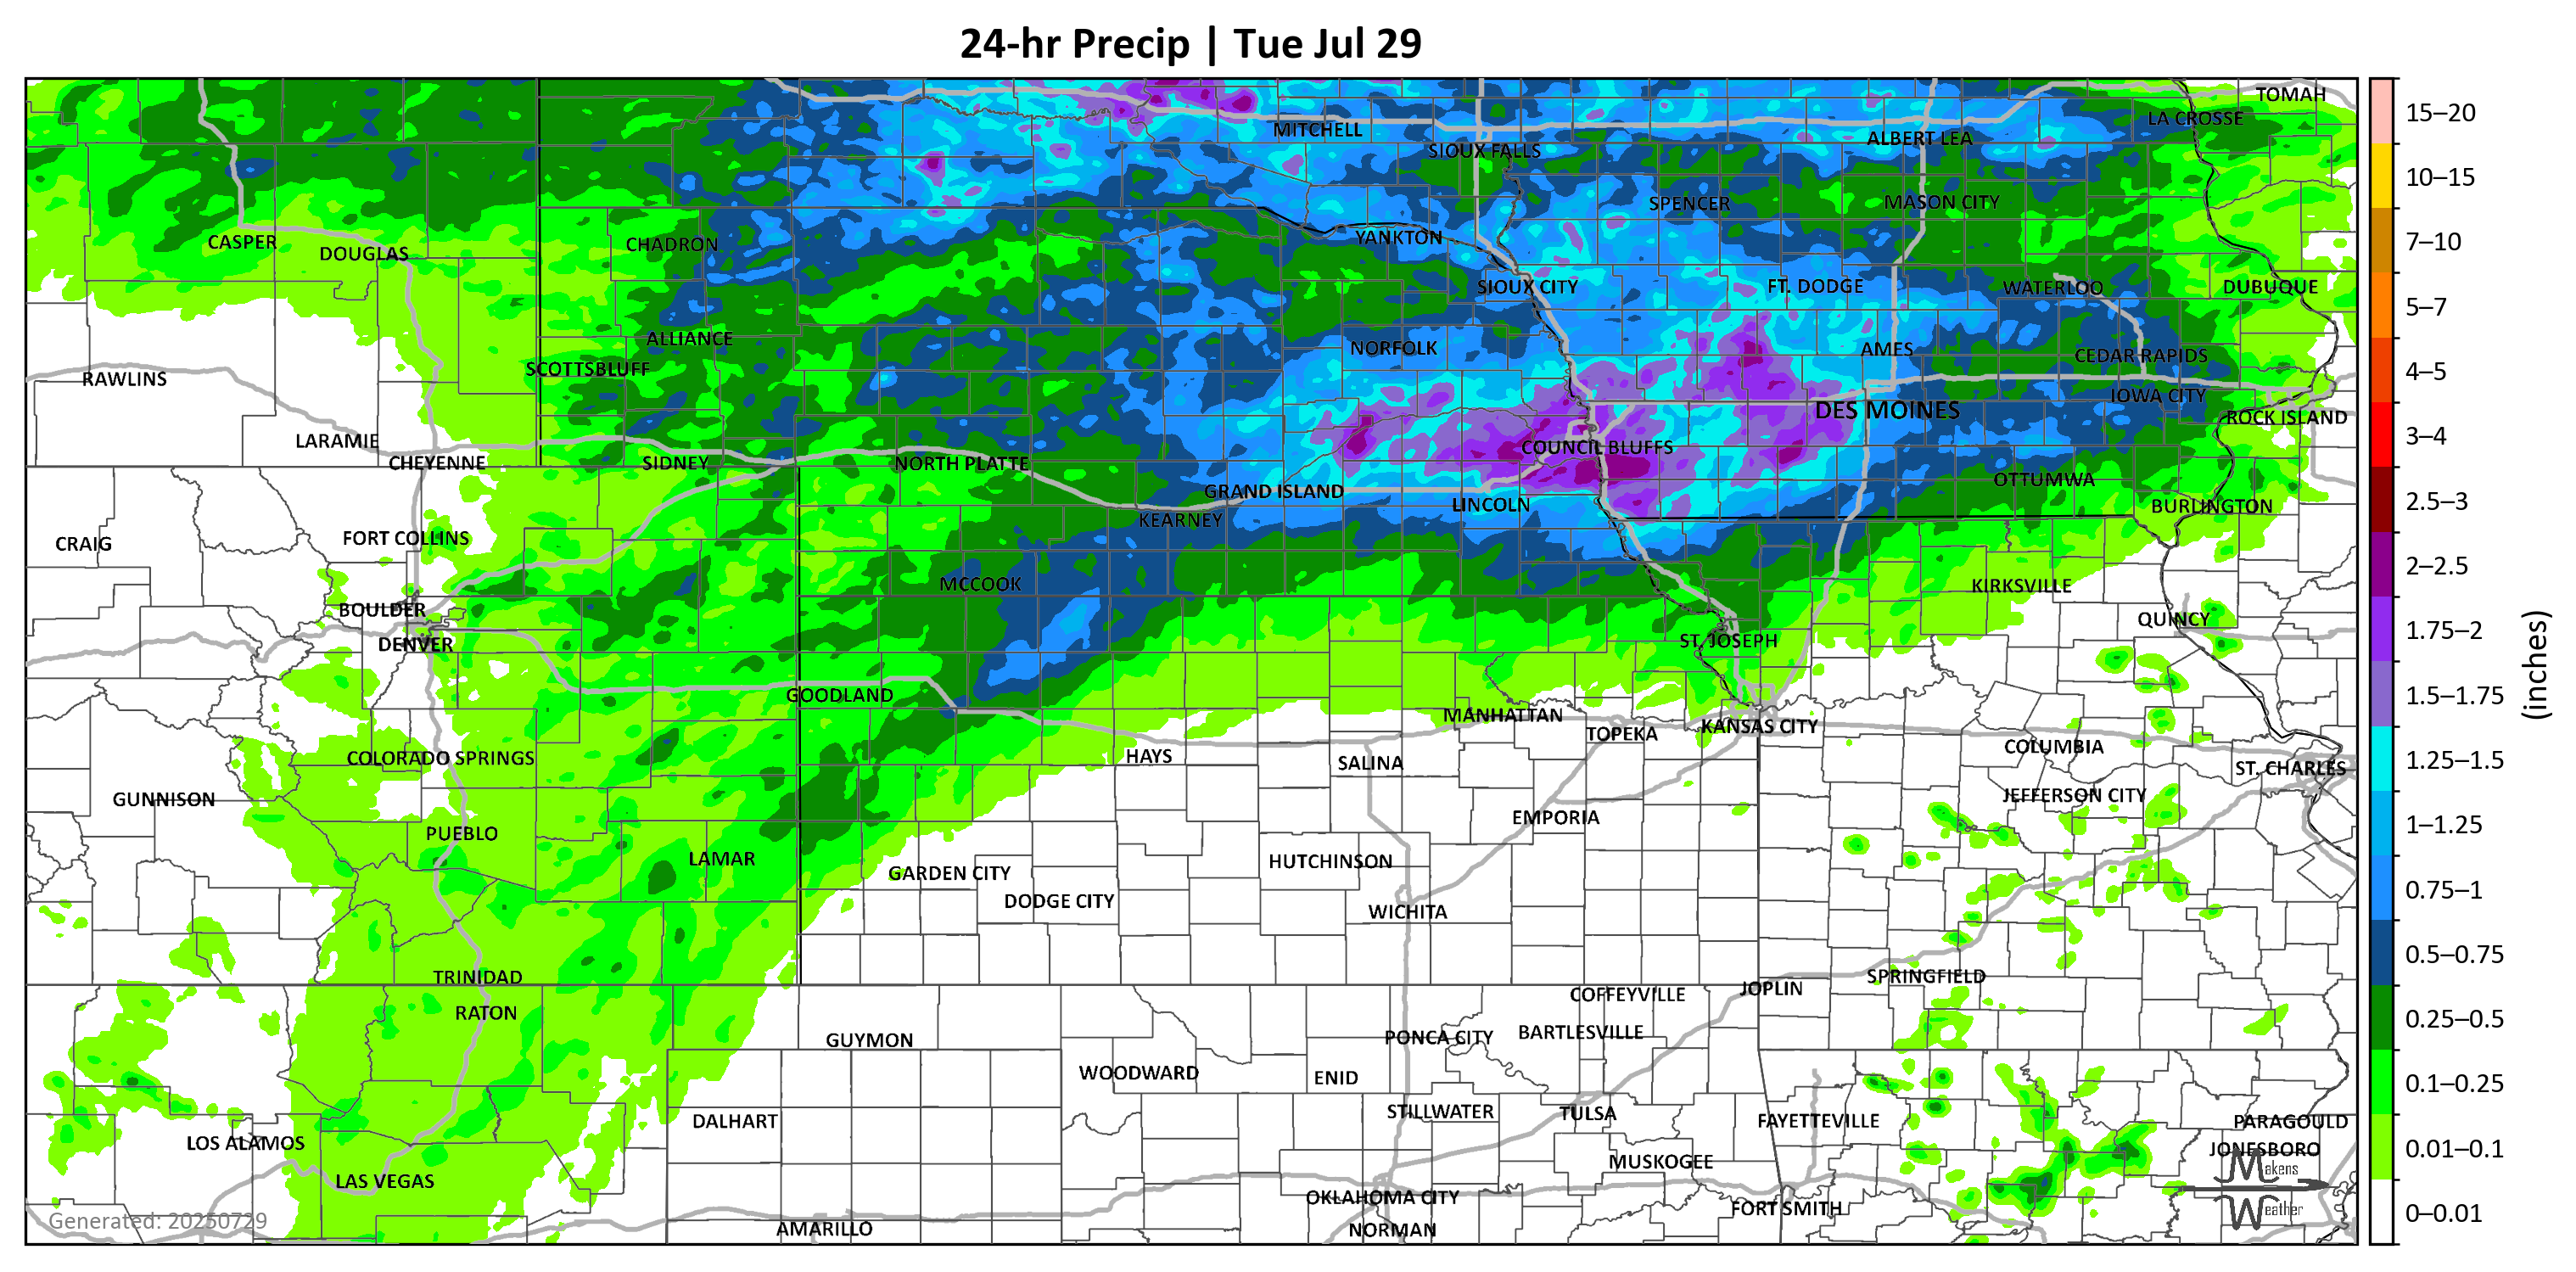 24-hr Precip | Tue Jul 29
TOMAH
LA CROSSE
MITCHELL
ALBERT LEA
SIOUX FALLS
SPENCER
MASON CITY
CASPER
DOUGLAS
CHADRON
YANKTON
SIOUX CITY
FT. DODGE
WATERLOO
DUBUQUE
ALLIANCE
NORFOLK
AMES
CEDAR RAPIDS
SCOTTSBLUFF
RAWLINS
IOWA CITY
DES MOINES
ROCK ISLAND
LARAMIE
COUNCIL BLUFFS
CHEYENNE
SIDNEY
NORTH PLATTE
OTTUMWA
GRAND ISLAND
LINCOLN
BURLINGTON
KEARNEY
CRAIG
FORT COLLINS
MCCOOK
KIRKSVILLE
BOULDER
QUINCY
DENVER
ST. JOSEPH
GOODLAND
MANHATTAN
TOPEKA
KANSAS CITY
COLORADO SPRINGS
HAYS
SALINA
COLUMBIA
ST. CHARLES
GUNNISON
JEFFERSON CITY
EMPORIA
PUEBLO
LAMAR
HUTCHINSON
GARDEN CITY
DODGE CITY
WICHITA
TRINIDAD
SPRINGFIELD
JOPLIN
COFFEYVILLE
RATON
GUYMON
PONCA CITY
BARTLESVILLE
WOODWARD
ENID
DALHART
STILLWATER
TULSA
FAYETTEVILLE
PARAGOULD
LOS ALAMOS
JONESBORO
MUSKOGEE
LAS VEGAS
OKLAHOMA CITY
FORT SMITH
AMARILLO
NORMAN
Generated: 20250729
Makens
Weather
15–20
10–15
7–10
5–7
4–5
3–4
2.5–3
2–2.5
1.75–2
1.5–1.75
1.25–1.5
1–1.25
0.75–1
0.5–0.75
0.25–0.5
0.1–0.25
0.01–0.1
0–0.01
(inches)